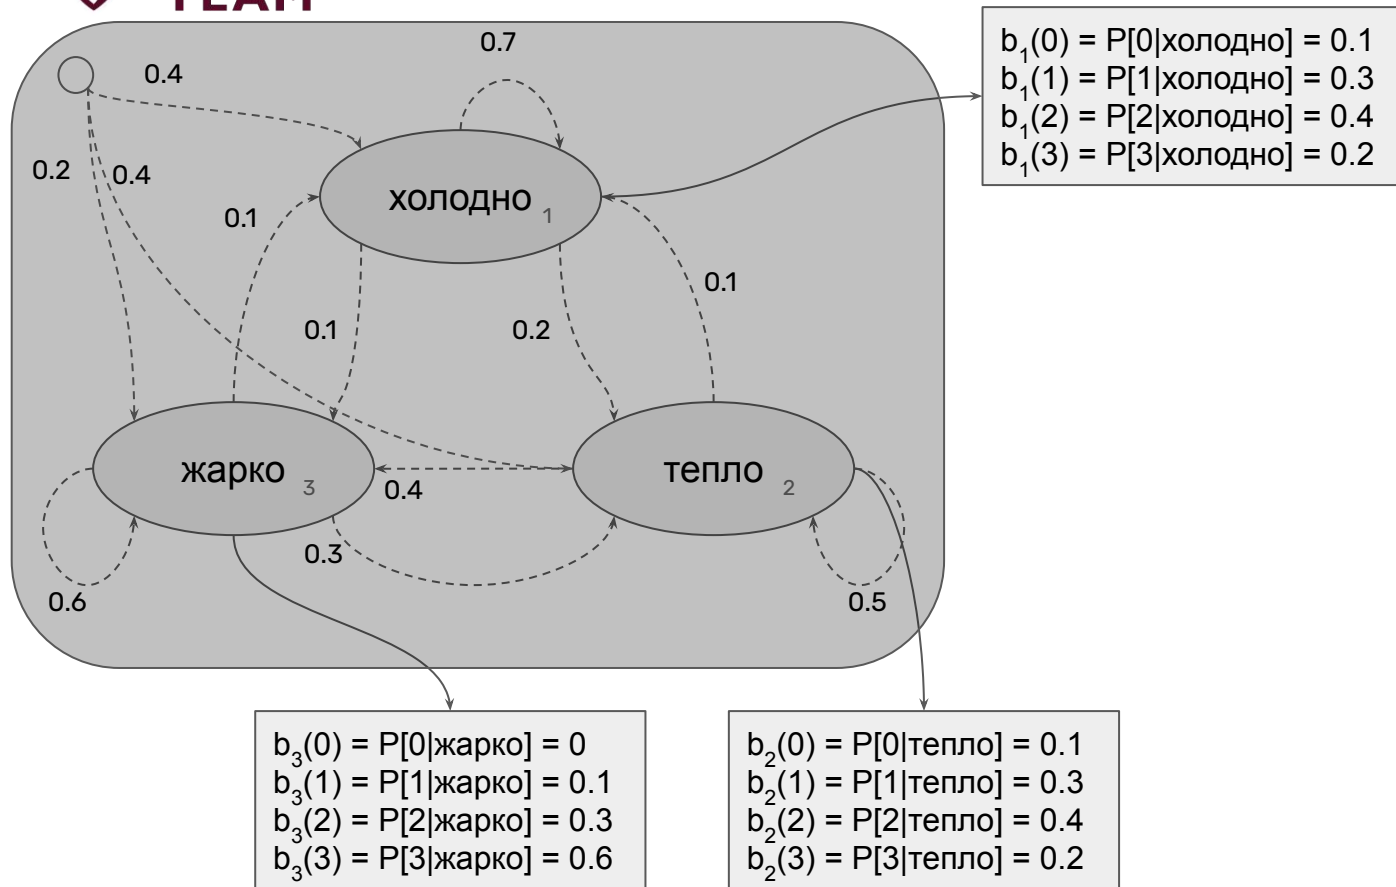 TEAM
0.7
0.4
0.2
0.4
холодно 1
0.1
0.1
0.1
0.2
жарко 3
тепло 2
0.4
0.3
0.6
0.5
b1(0) = P[0|холодно] = 0.1
b1(1) = P[1|холодно] = 0.3
b1(2) = P[2|холодно] = 0.4
b1(3) = P[3|холодно] = 0.2
b3(0) = P[0|жарко] = 0
b3(1) = P[1|жарко] = 0.1
b3(2) = P[2|жарко] = 0.3
b3(3) = P[3|жарко] = 0.6
b2(0) = P[0|тепло] = 0.1
b2(1) = P[1|тепло] = 0.3
b2(2) = P[2|тепло] = 0.4
b2(3) = P[3|тепло] = 0.2